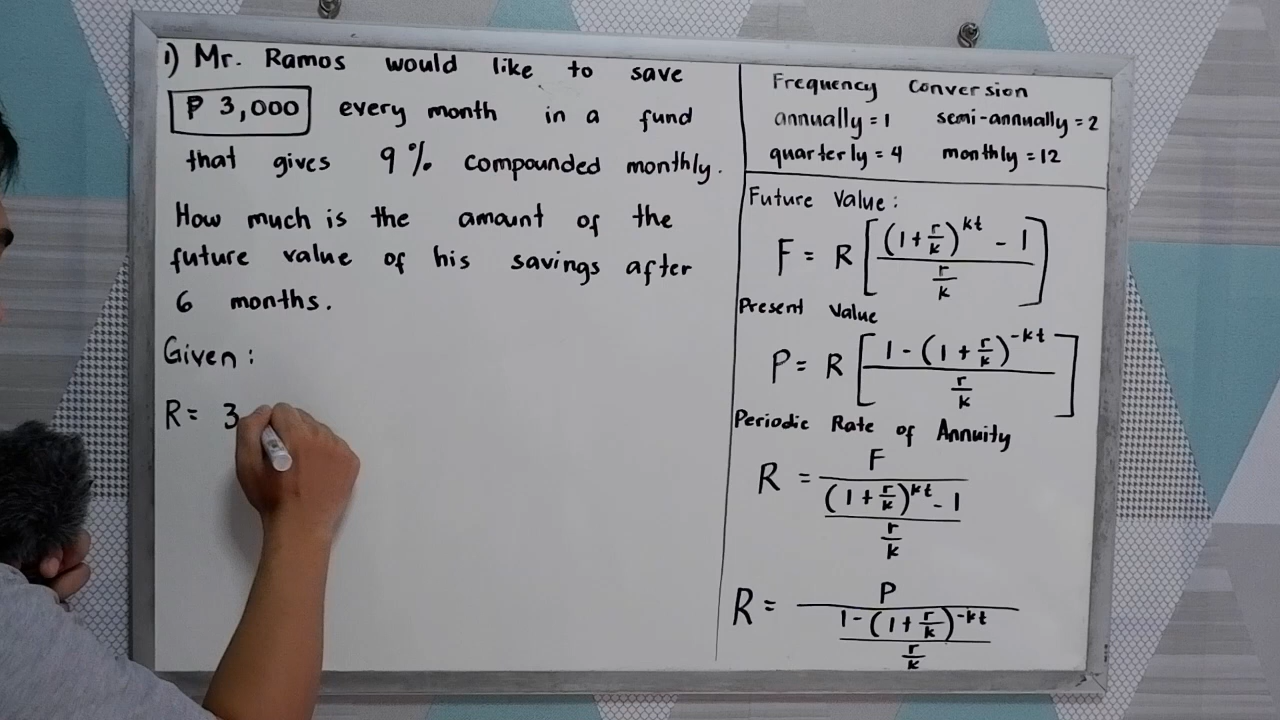 1) Mr. Ramos would like to save
₱ 3,000 every month in a fund
that gives 9% compounded monthly.
How much is the amount of the
future value of his savings after
6 months.
Given:
R = 3
Frequency Conversion
annually = 1 semi-annually = 2
quarterly = 4 monthly = 12
Future Value:
F = R [ ((1 + r/k)^kt - 1) / (r/k) ]
Present Value
P = R [ (1 - (1 + r/k)^-kt) / (r/k) ]
Periodic Rate of Annuity
R = F / ( ((1 + r/k)^kt - 1) / (r/k) )
R = P / ( (1 - (1 + r/k)^-kt) / (r/k) )